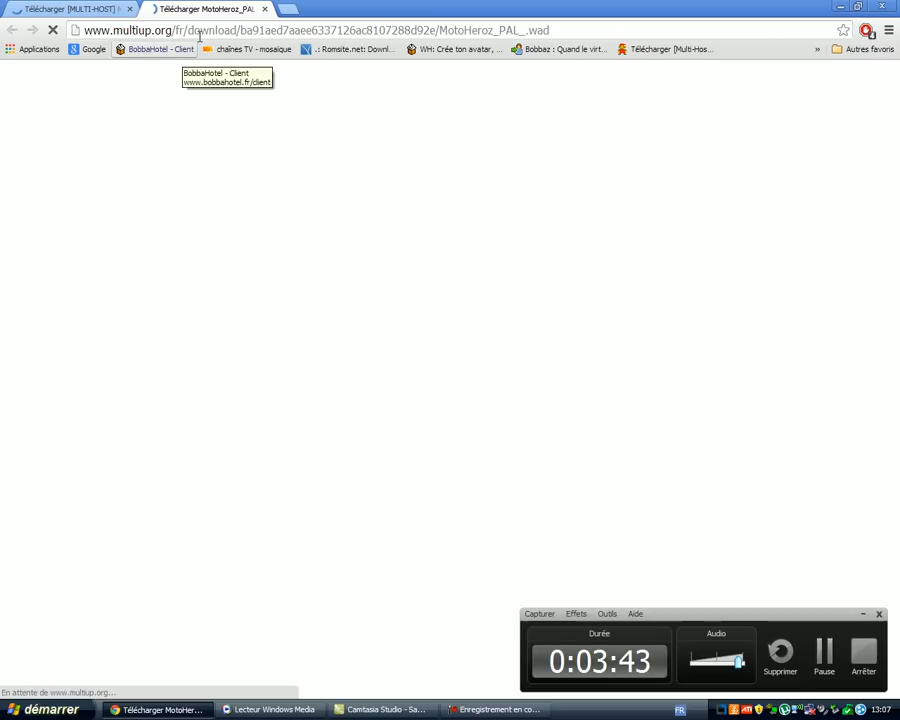 Télécharger [MULTI-HOST] M
Télécharger MotoHeroz_PAL_
www.multiup.org/fr/download/ba91aed7aaee6337126ac8107288d92e/MotoHeroz_PAL_.wad
Applications
Google
BobbaHotel - Client
chaînes TV - mosaique
.: Romsite.net: Downl...
WH: Crée ton avatar, ...
Bobbaz : Quand le virt...
Télécharger [Multi-Hos...
»
Autres favoris
BobbaHotel - Client
www.bobbahotel.fr/client
Capturer Effets Outils Aide
Durée
Audio
0:03:43
Supprimer
Pause
Arrêter
En attente de www.multiup.org...
démarrer
Télécharger MotoHer...
Lecteur Windows Media
Camtasia Studio - Sa...
Enregistrement en co...
FR
13:07